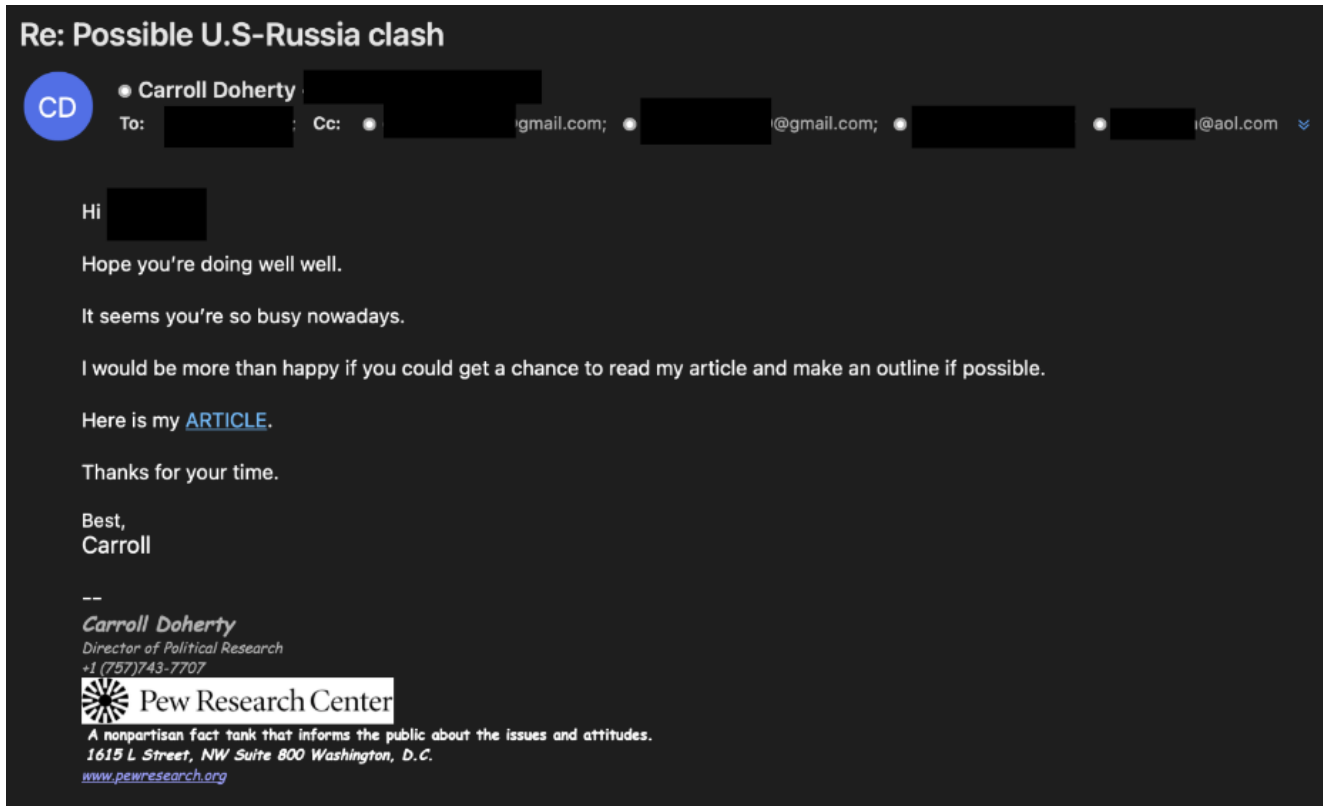 Re: Possible U.S-Russia clash
CD
Carroll Doherty
To: ; Cc: gmail.com; @gmail.com; @aol.com
Hi
Hope you're doing well well.
It seems you're so busy nowadays.
I would be more than happy if you could get a chance to read my article and make an outline if possible.
Here is my ARTICLE.
Thanks for your time.
Best,
Carroll
--
Carroll Doherty
Director of Political Research
+1 (757)743-7707
Pew Research Center
A nonpartisan fact tank that informs the public about the issues and attitudes.
1615 L Street, NW Suite 800 Washington, D.C.
www.pewresearch.org